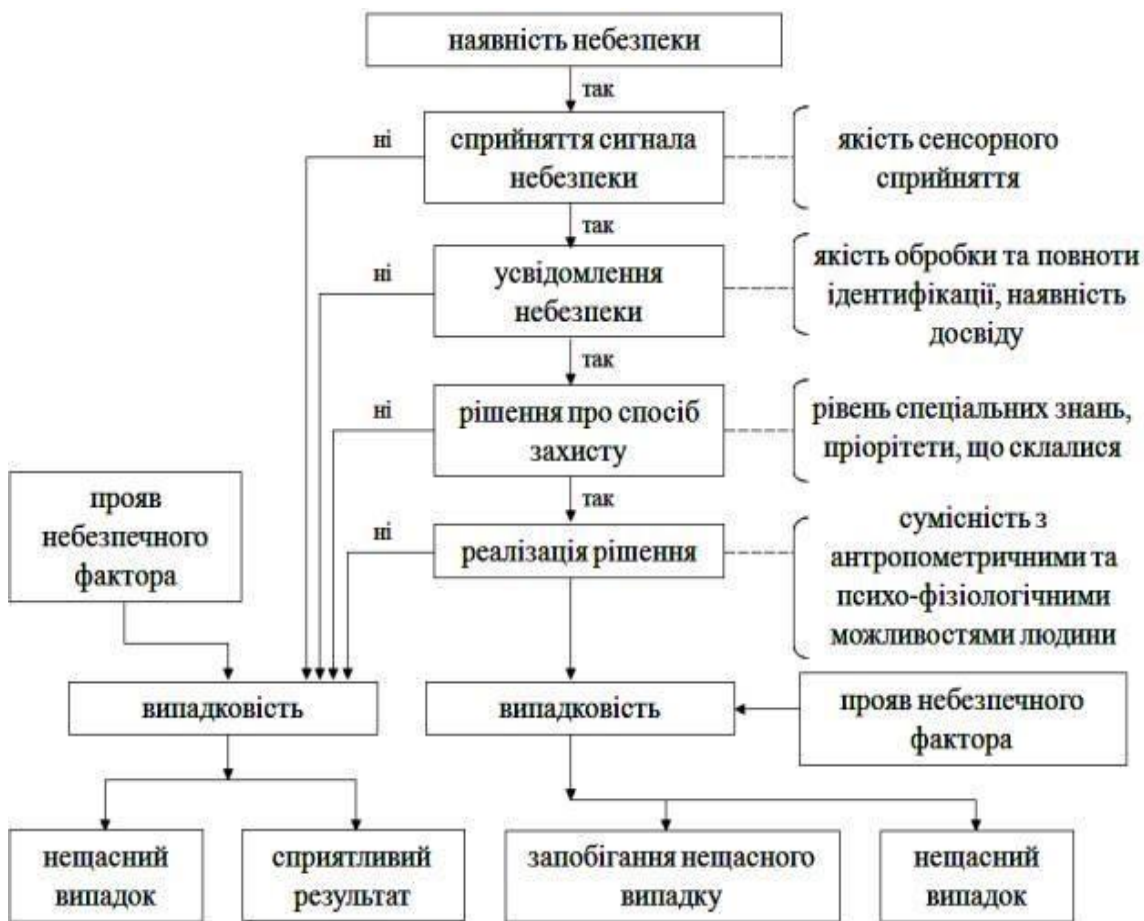 наявність небезпеки
так
ні
сприйняття сигнала
небезпеки
якість сенсорного
сприйняття
так
ні
усвідомлення
небезпеки
якість обробки та повноти
ідентифікації, наявність
досвіду
так
ні
рішення про спосіб
захисту
рівень спеціальних знань,
пріорітети, що склалися
так
прояв
небезпечного
фактора
ні
реалізація рішення
сумісність з
антропометричними та
психо-фізіологічними
можливостями людини
випадковість
випадковість
прояв небезпечного
фактора
нещасний
випадок
сприятливий
результат
запобігання нещасного
випадку
нещасний
випадок